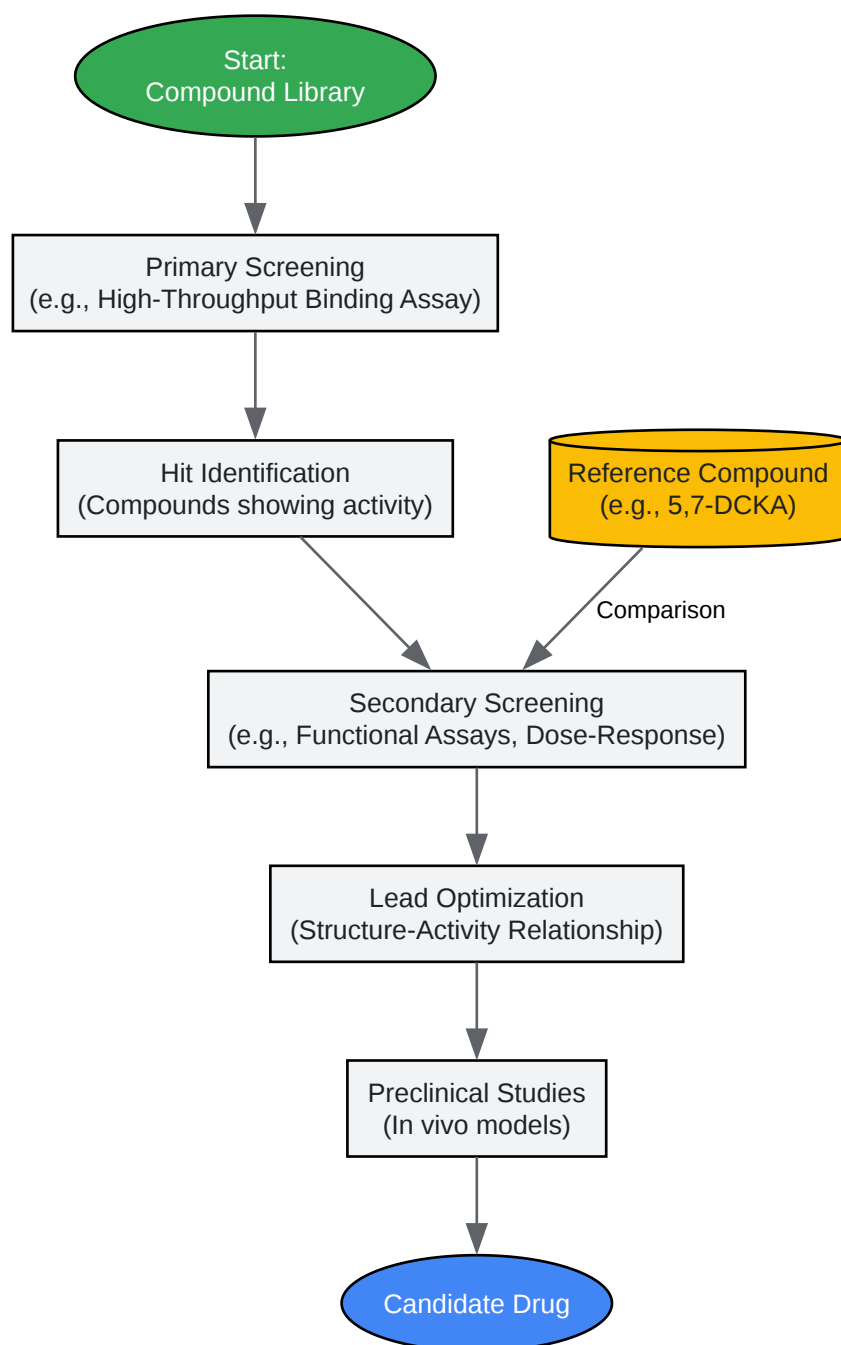 Start:
Compound Library
Primary Screening
(e.g., High-Throughput Binding Assay)
Hit Identification
(Compounds showing activity)
Reference Compound
(e.g., 5,7-DCKA)
Comparison
Secondary Screening
(e.g., Functional Assays, Dose-Response)
Lead Optimization
(Structure-Activity Relationship)
Preclinical Studies
(In vivo models)
Candidate Drug